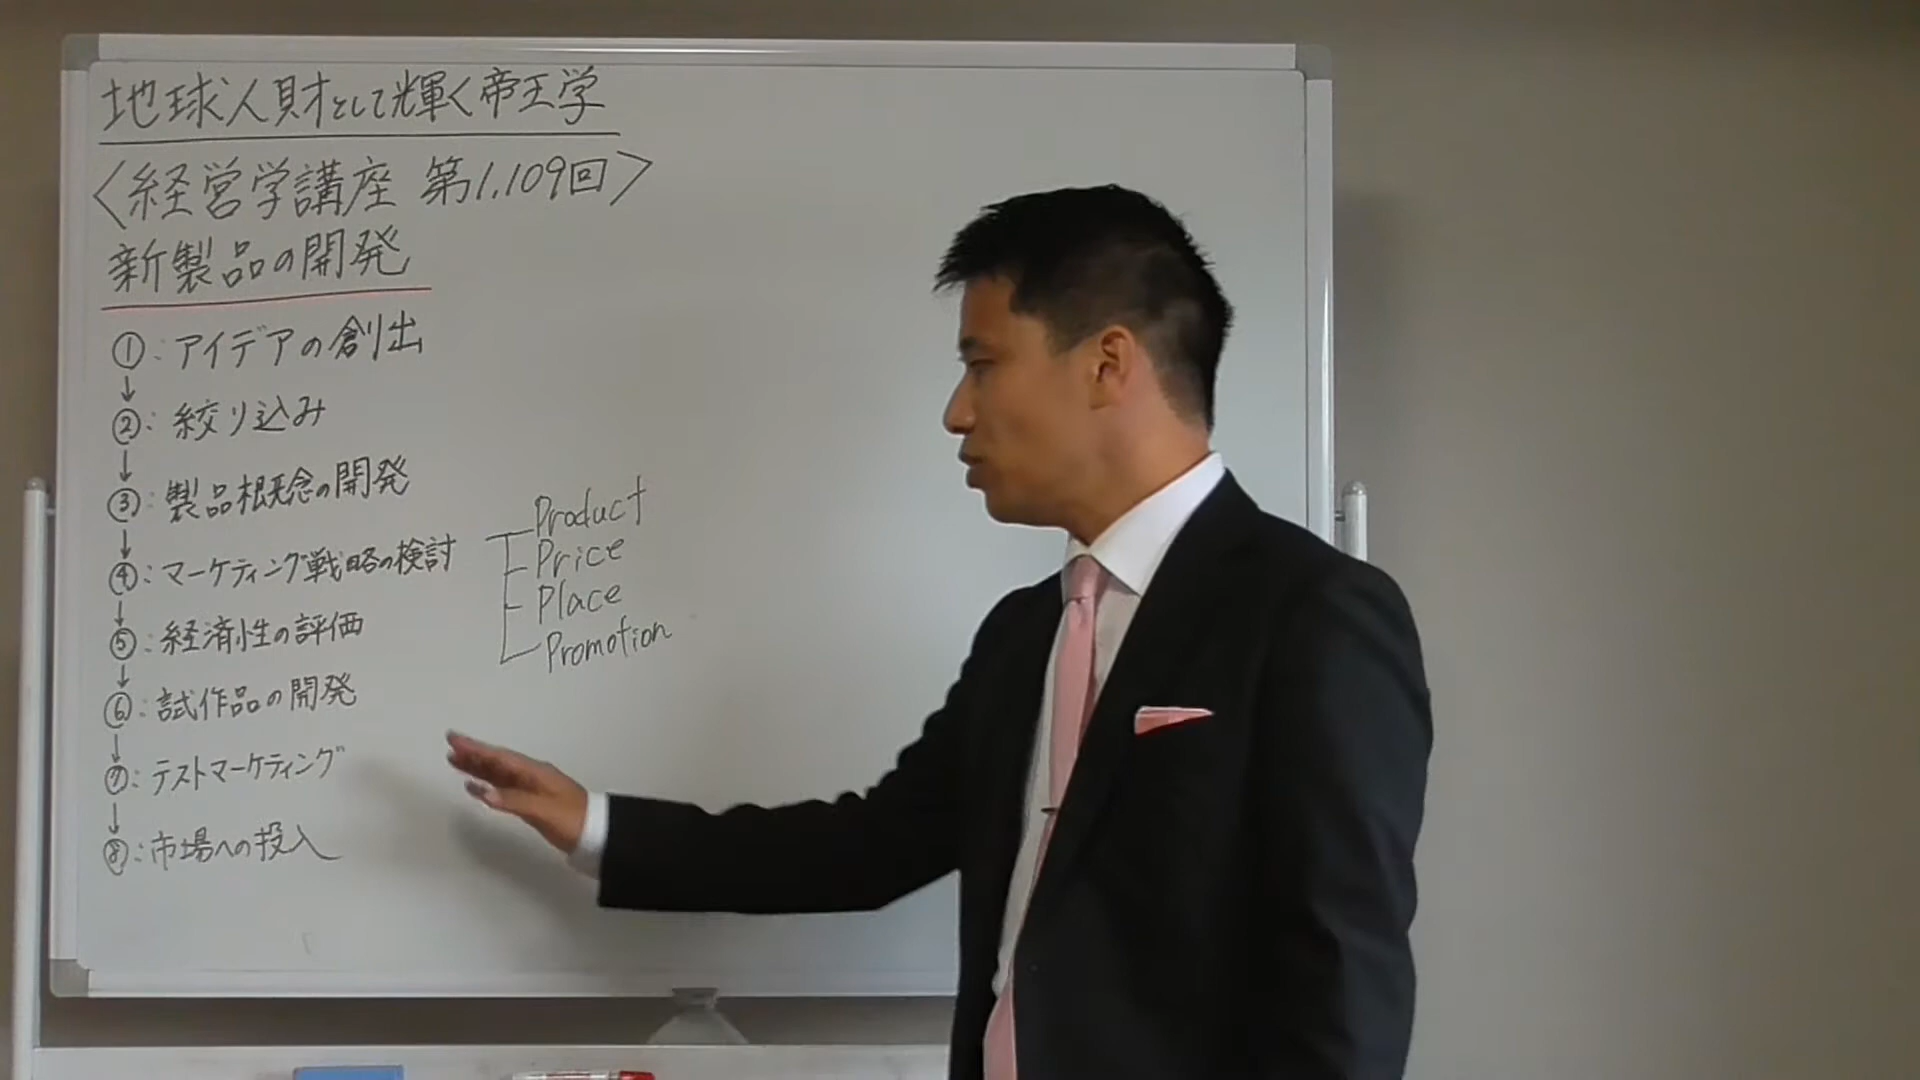 地球人財として輝く帝王学
〈経営学講座 第1,109回〉
新製品の開発
①:アイデアの創出
↓
②:絞り込み
↓
③:製品概念の開発
↓
④:マーケティング戦略の検討
Product
Price
Place
Promotion
↓
⑤:経済性の評価
↓
⑥:試作品の開発
↓
⑦:テストマーケティング
↓
⑧:市場への投入